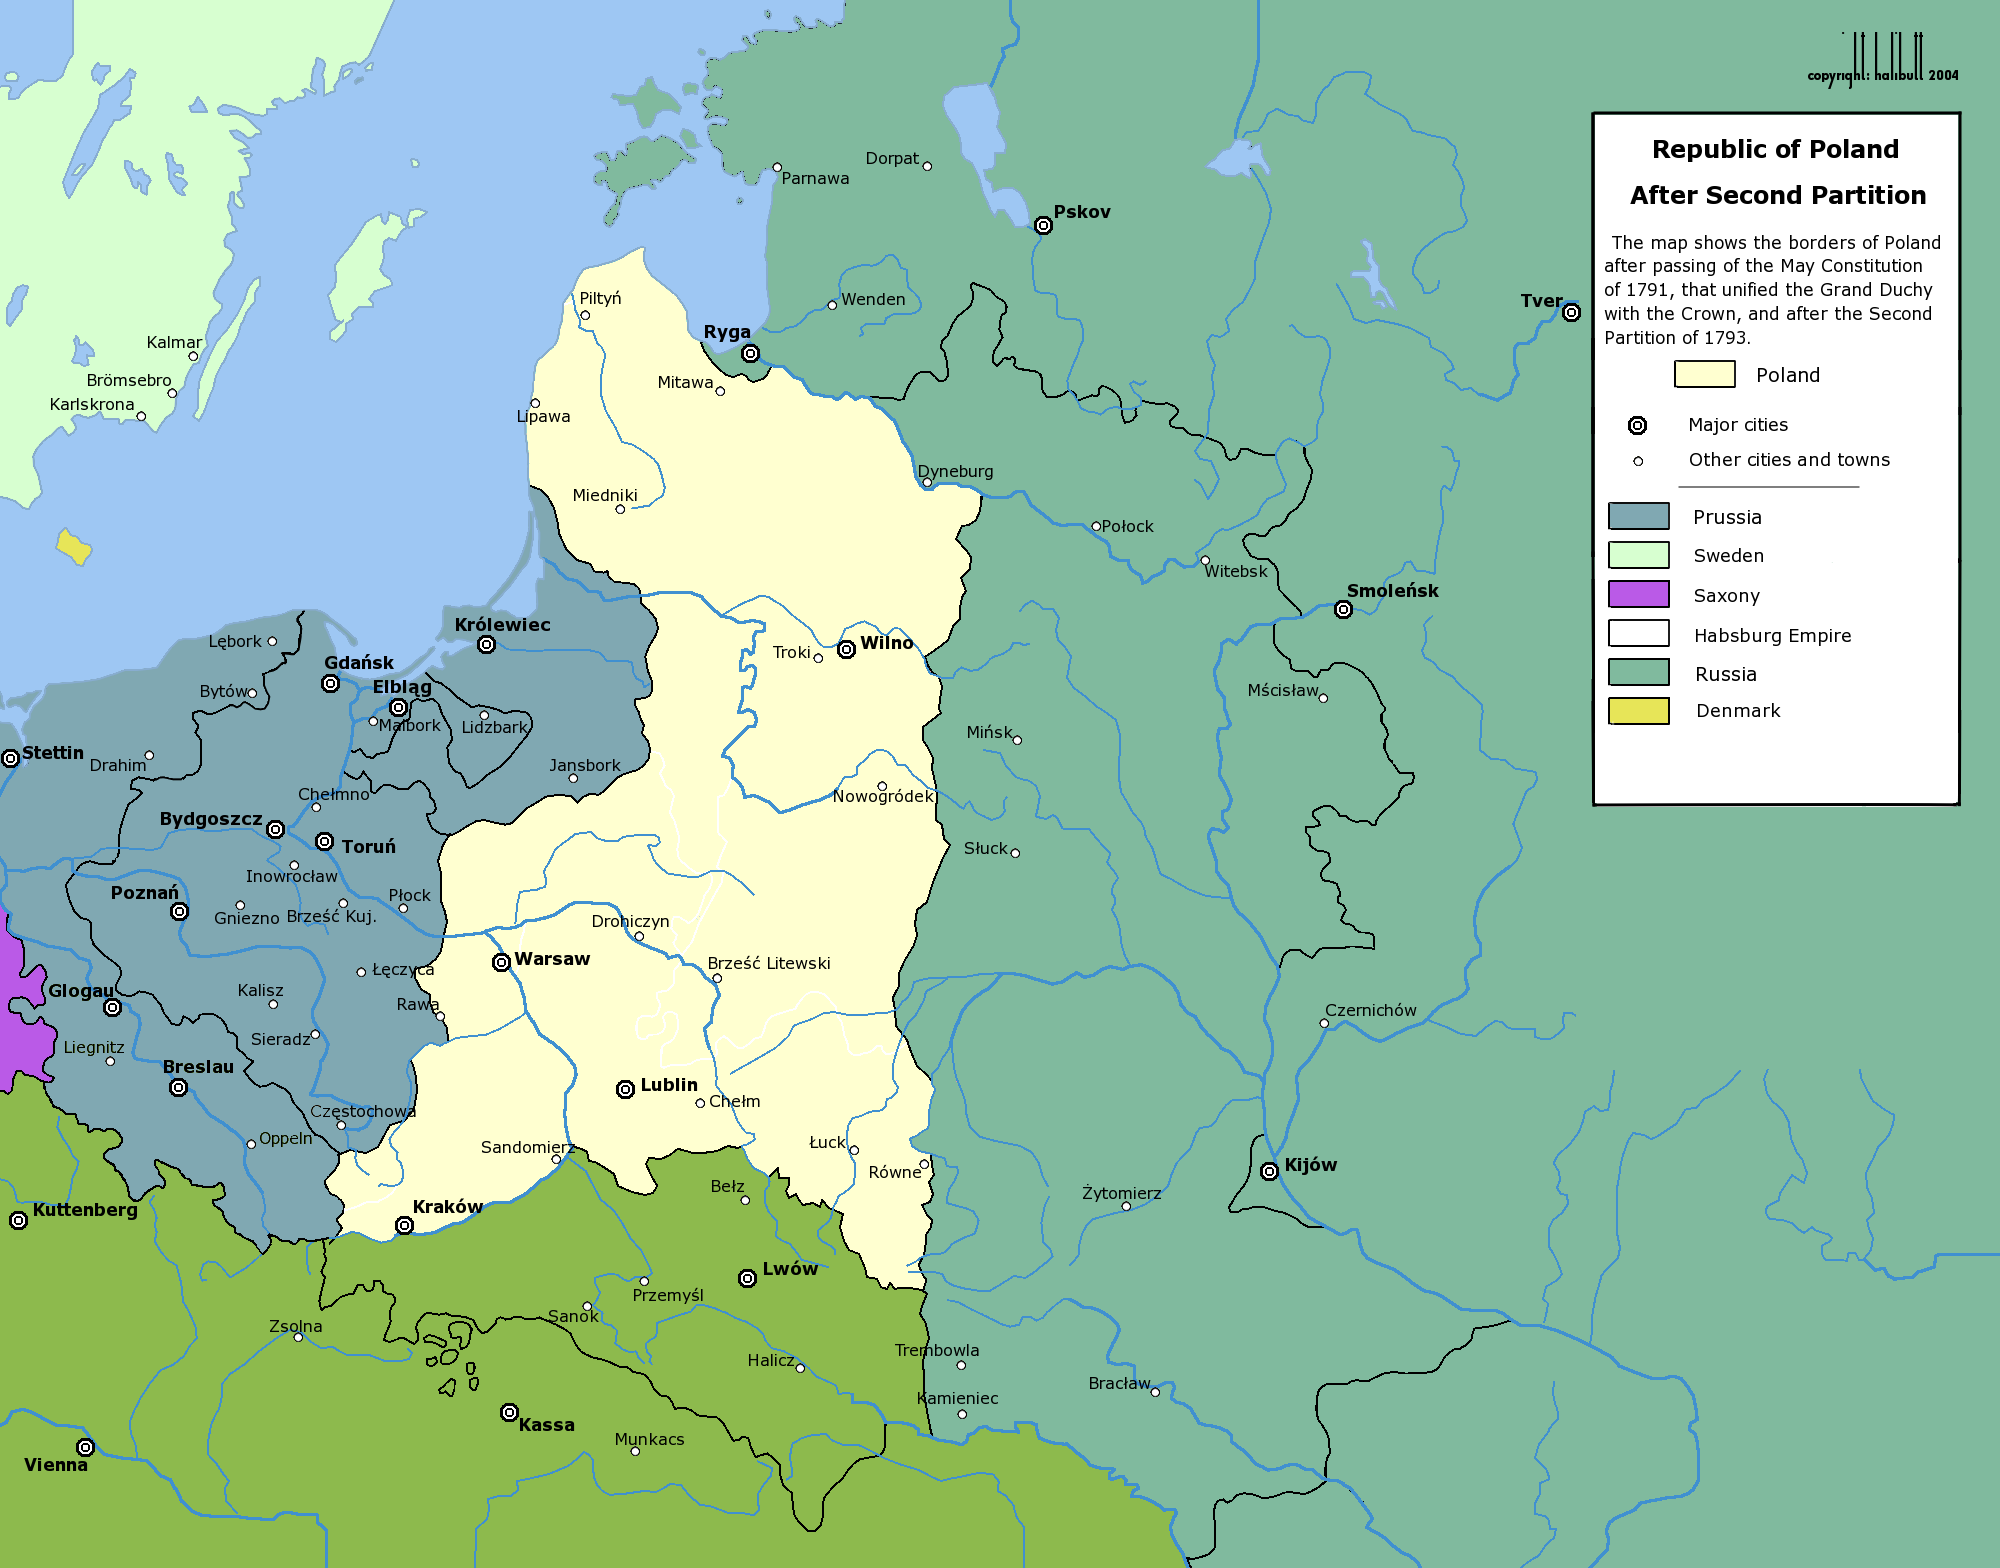 copyright: halibutt 2004
Republic of Poland
After Second Partition
The map shows the borders of Poland
after passing of the May Constitution
of 1791, that unified the Grand Duchy
with the Crown, and after the Second
Partition of 1793.
Poland
Major cities
Other cities and towns
Prussia
Sweden
Saxony
Habsburg Empire
Russia
Denmark
Dorpat
Parnawa
Pskov
Piltyń
Wenden
Tver
Ryga
Kalmar
Brömsebro
Karlskrona
Mitawa
Lipawa
Dyneburg
Miedniki
Połock
Witebsk
Smoleńsk
Królewiec
Lębork
Wilno
Troki
Gdańsk
Elbląg
Bytów
Mścisław
Malbork
Lidzbark
Mińsk
Stettin
Drahim
Jansbork
Chełmno
Nowogródek
Bydgoszcz
Toruń
Słuck
Inowrocław
Poznań
Płock
Gniezno
Brześć Kuj.
Drohiczyn
Warsaw
Brześć Litewski
Łęczyca
Glogau
Kalisz
Rawa
Czernichów
Sieradz
Liegnitz
Breslau
Lublin
Chełm
Częstochowa
Oppeln
Sandomierz
Łuck
Równe
Kijów
Bełz
Żytomierz
Kuttenberg
Kraków
Lwów
Przemyśl
Sanok
Zsolna
Trembowla
Halicz
Bracław
Kamieniec
Kassa
Munkacs
Vienna